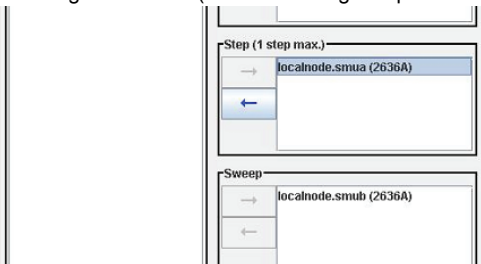 Step (1 step max.)
→
localnode.smua (2636A)
←
Sweep
→
localnode.smub (2636A)
←